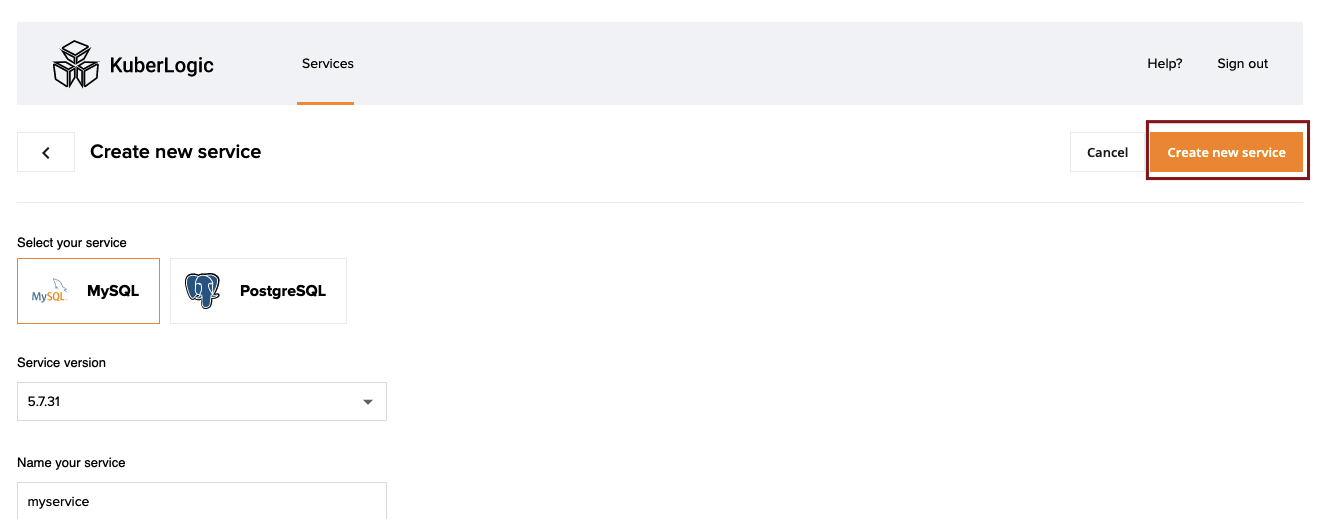 KuberLogic Services Help? Sign out
Create new service Cancel Create new service
Select your service
MySQL MySQL PostgreSQL
Service version
5.7.31
Name your service
myservice